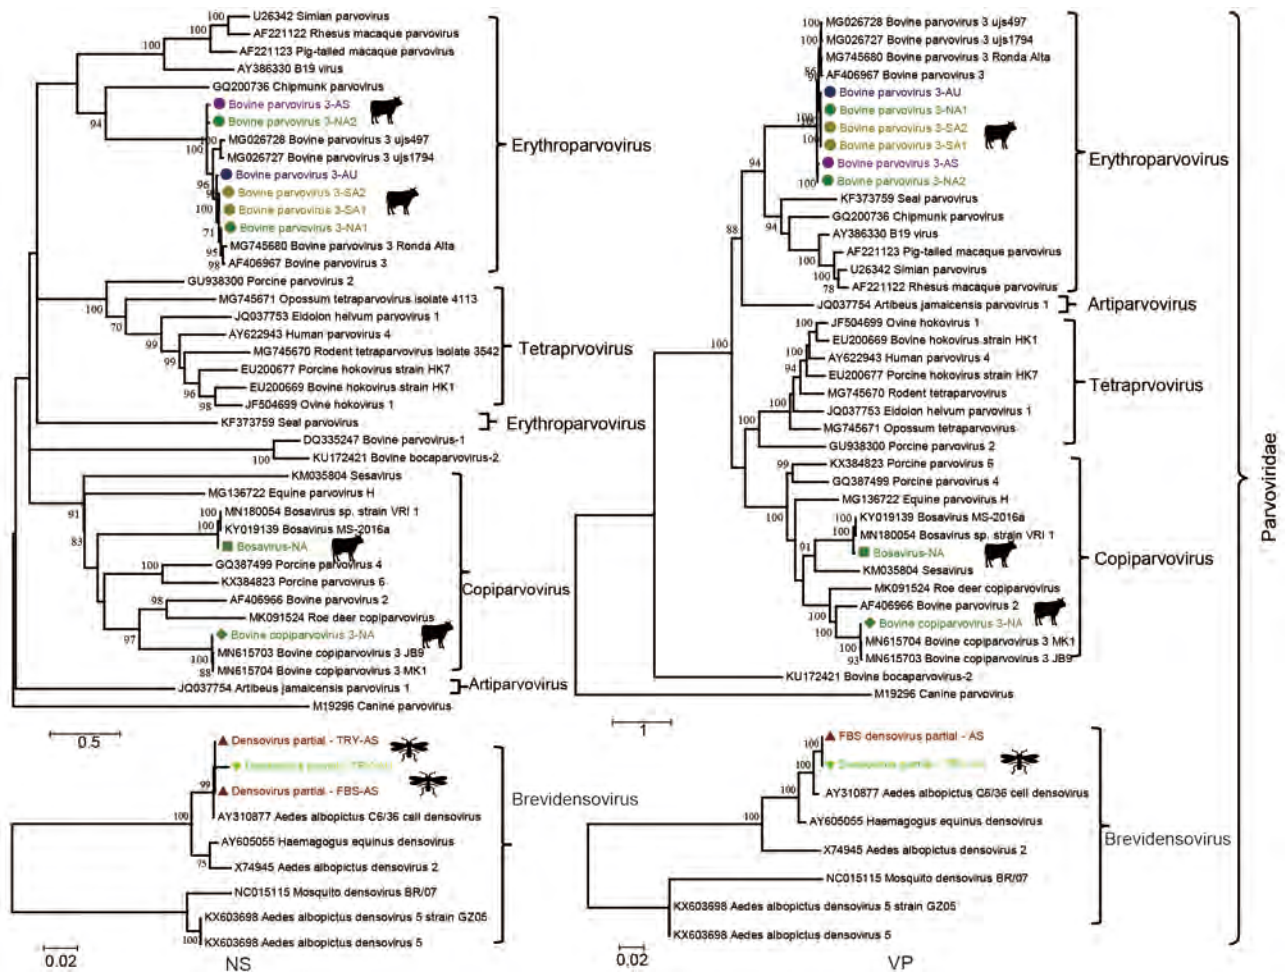 100
U26342 Simian parvovirus
100
AF221122 Rhesus macaque parvovirus
100
AF221123 Pig-tailed macaque parvovirus
AY386330 B19 virus
GQ200736 Chipmunk parvovirus
94
Bovine parvovirus 3-AS
Bovine parvovirus 3-NA2
100
MG026728 Bovine parvovirus 3 ujs497
100
MG026727 Bovine parvovirus 3 ujs1794
Bovine parvovirus 3-AU
96
Bovine parvovirus 3-SA2
Bovine parvovirus 3-SA1
100
Bovine parvovirus 3-NA1
71
MG745680 Bovine parvovirus 3 Ronda Alta
95
AF406967 Bovine parvovirus 3
98
Erythroparvovirus
GU938300 Porcine parvovirus 2
100
MG745671 Opossum tetraparvovirus isolate 4113
70
JQ037753 Eidolon helvum parvovirus 1
99
AY622943 Human parvovirus 4
99
MG745670 Rodent tetraparvovirus isolate 3542
EU200677 Porcine hokovirus strain HK7
96
EU200669 Bovine hokovirus strain HK1
98
JF504699 Ovine hokovirus 1
Tetraprvovirus
KF373759 Seal parvovirus
Erythroparvovirus
DQ335247 Bovine parvovirus-1
100
KU172421 Bovine bocaparvovirus-2
KM035804 Sesavirus
91
MG136722 Equine parvovirus H
100
MN180054 Bosavirus sp. strain VRI 1
83
100
KY019139 Bosavirus MS-2016a
Bosavirus-NA
GQ387499 Porcine parvovirus 4
100
KX384823 Porcine parvovirus 6
98
AF406966 Bovine parvovirus 2
MK091524 Roe deer copiparvovirus
97
Bovine copiparvovirus 3-NA
MN615703 Bovine copiparvovirus 3 JB9
100
88
MN615704 Bovine copiparvovirus 3 MK1
Copiparvovirus
JQ037754 Artibeus jamaicensis parvovirus 1
Artiparvovirus
M19296 Canine parvovirus
0.5
Densovirus partial - TRY-AS
99
Densovirus partial - FBS-AS
AY310877 Aedes albopictus C6/36 cell densovirus
100
AY605055 Haemagogus equinus densovirus
75
X74945 Aedes albopictus densovirus 2
Brevidensovirus
NC015115 Mosquito densovirus BR/07
KX603698 Aedes albopictus densovirus 5 strain GZ05
100
KX603698 Aedes albopictus densovirus 5
0.02
NS
MG026728 Bovine parvovirus 3 ujs497
100
MG026727 Bovine parvovirus 3 ujs1794
MG745680 Bovine parvovirus 3 Ronda Alta
86
AF406967 Bovine parvovirus 3
Bovine parvovirus 3-AU
Bovine parvovirus 3-NA1
100
Bovine parvovirus 3-SA2
100
Bovine parvovirus 3-SA1
Bovine parvovirus 3-AS
94
100
Bovine parvovirus 3-NA2
KF373759 Seal parvovirus
GQ200736 Chipmunk parvovirus
94
AY386330 B19 virus
88
AF221123 Pig-tailed macaque parvovirus
100
U26342 Simian parvovirus
78
AF221122 Rhesus macaque parvovirus
Erythroparvovirus
JQ037754 Artibeus jamaicensis parvovirus 1
Artiparvovirus
100
JF504699 Ovine hokovirus 1
100
EU200669 Bovine hokovirus strain HK1
100
AY622943 Human parvovirus 4
94
EU200677 Porcine hokovirus strain HK7
MG745670 Rodent tetraparvovirus
100
JQ037753 Eidolon helvum parvovirus 1
100
MG745671 Opossum tetraparvovirus
GU938300 Porcine parvovirus 2
Tetraprvovirus
99
KX384823 Porcine parvovirus 6
GQ387499 Porcine parvovirus 4
MG136722 Equine parvovirus H
100
100
KY019139 Bosavirus MS-2016a
100
MN180054 Bosavirus sp. strain VRI 1
91
Bosavirus-NA
KM035804 Sesavirus
100
MK091524 Roe deer copiparvovirus
100
AF406966 Bovine parvovirus 2
Bovine copiparvovirus 3-NA
100
100
MN615704 Bovine copiparvovirus 3 MK1
93
MN615703 Bovine copiparvovirus 3 JB9
Copiparvovirus
KU172421 Bovine bocaparvovirus-2
M19296 Canine parvovirus
1
FBS densovirus partial - AS
100
100
AY310877 Aedes albopictus C6/36 cell densovirus
100
AY605055 Haemagogus equinus densovirus
X74945 Aedes albopictus densovirus 2
Brevidensovirus
NC015115 Mosquito densovirus BR/07
100
KX603698 Aedes albopictus densovirus 5 strain GZ05
KX603698 Aedes albopictus densovirus 5
0.02
VP
Parvoviridae